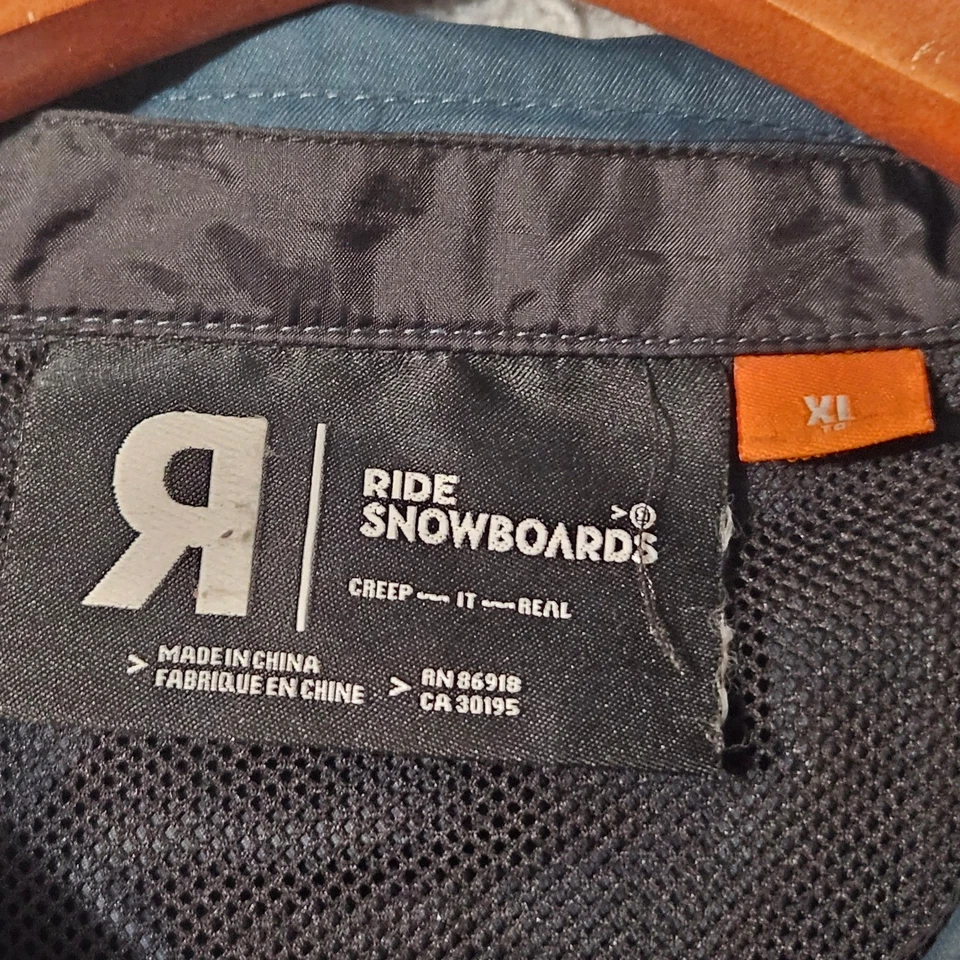 Я
RIDE
SNOWBOARDS
CREEP IT REAL
> MADE IN CHINA
FABRIQUE EN CHINE
> RN 86918
CA 30195
XL